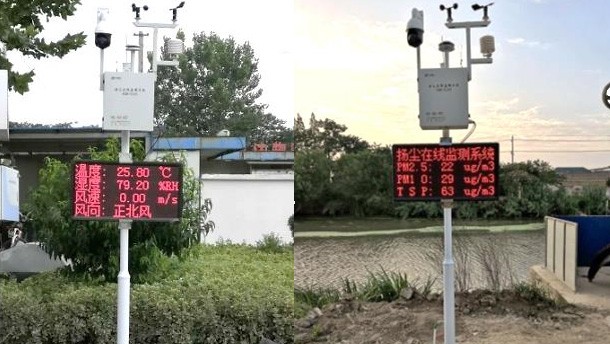 温度: 25.80 ℃
湿度: 79.20 %RH
风速: 0.00 m/s
风向: 正北风
扬尘在线监测系统
PM2.5: 22 ug/m3
PM10: 29 ug/m3
TSP: 63 ug/m3